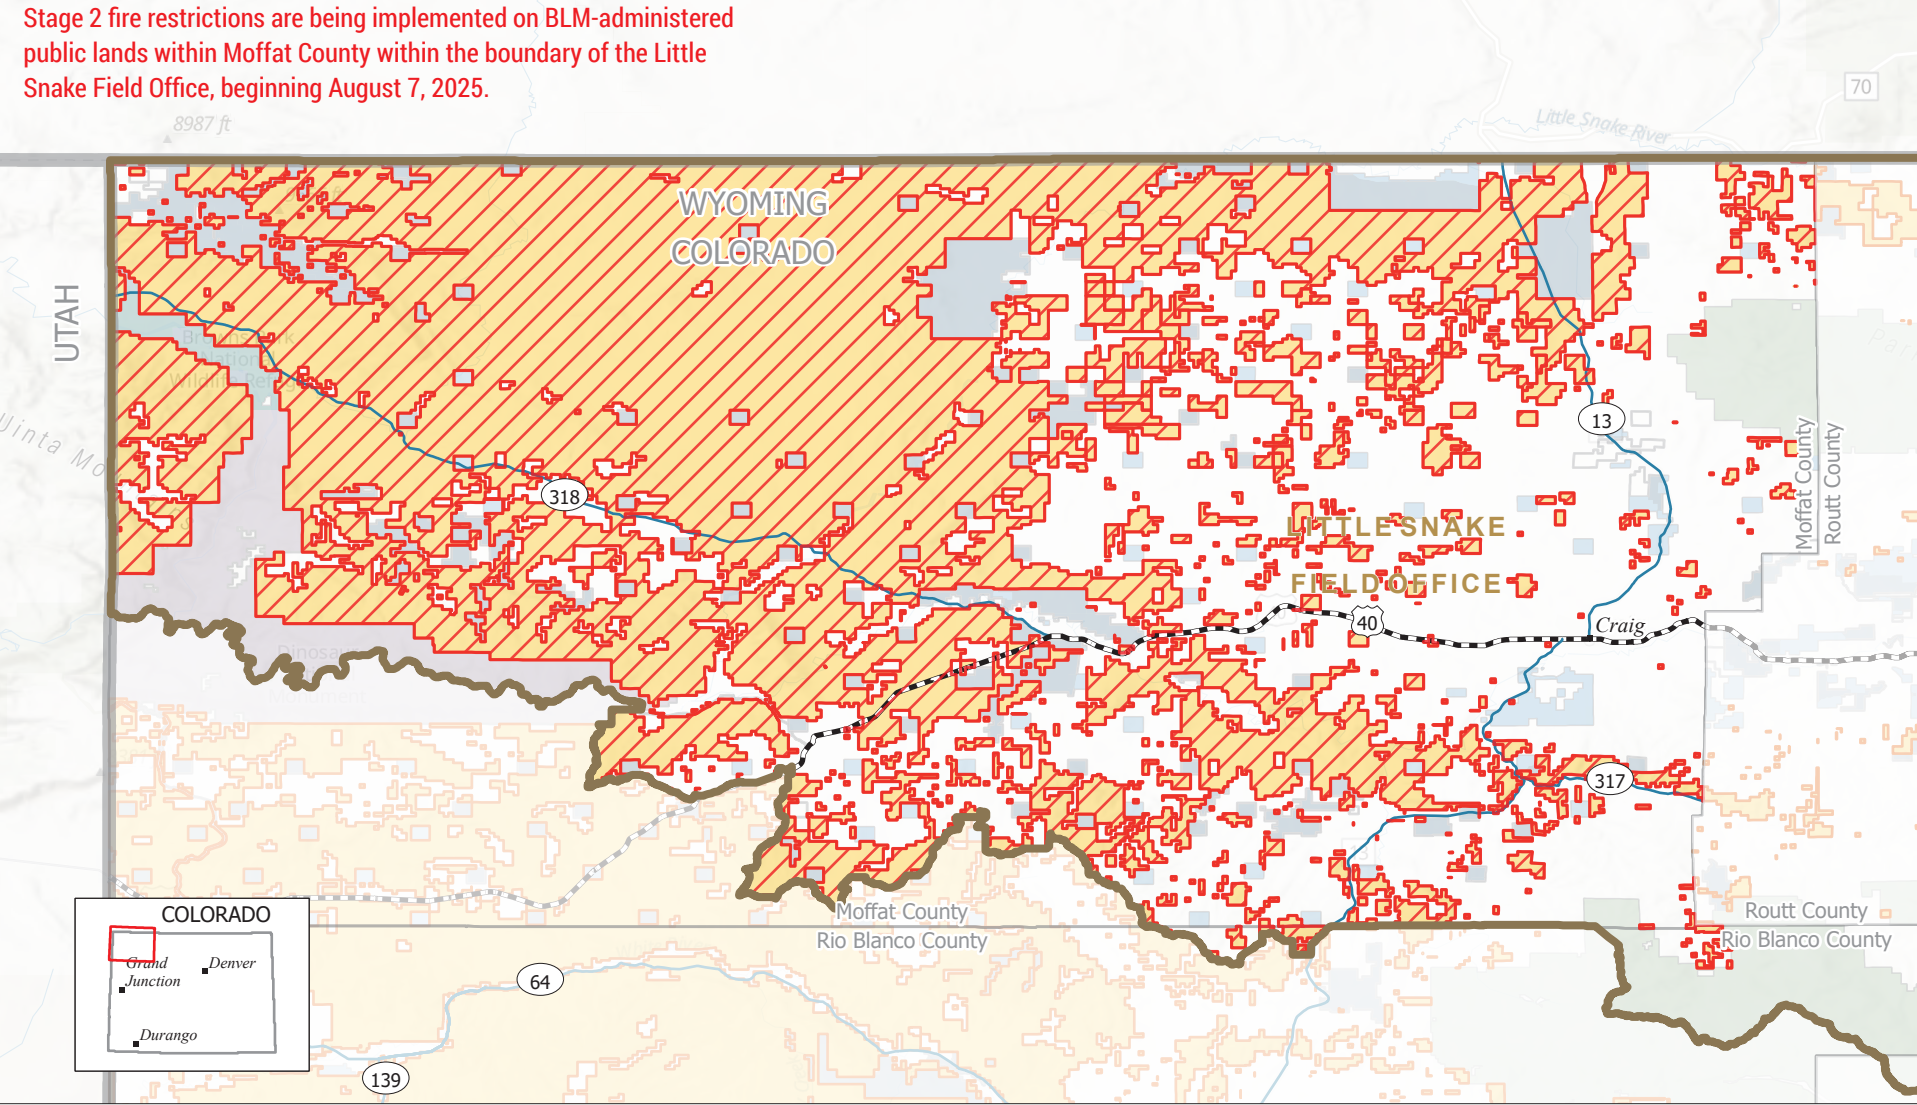 Stage 2 fire restrictions are being implemented on BLM-administered
public lands within Moffat County within the boundary of the Little
Snake Field Office, beginning August 7, 2025.
8987 ft
70
Little Snake River
WYOMING
COLORADO
UTAH
National
13
Moffat County
Routt County
318
LITTLE SNAKE
FIELD OFFICE
40
Craig
Monument
317
Moffat County
Rio Blanco County
Routt County
Rio Blanco County
64
139
COLORADO
Grand
Junction
Denver
Durango